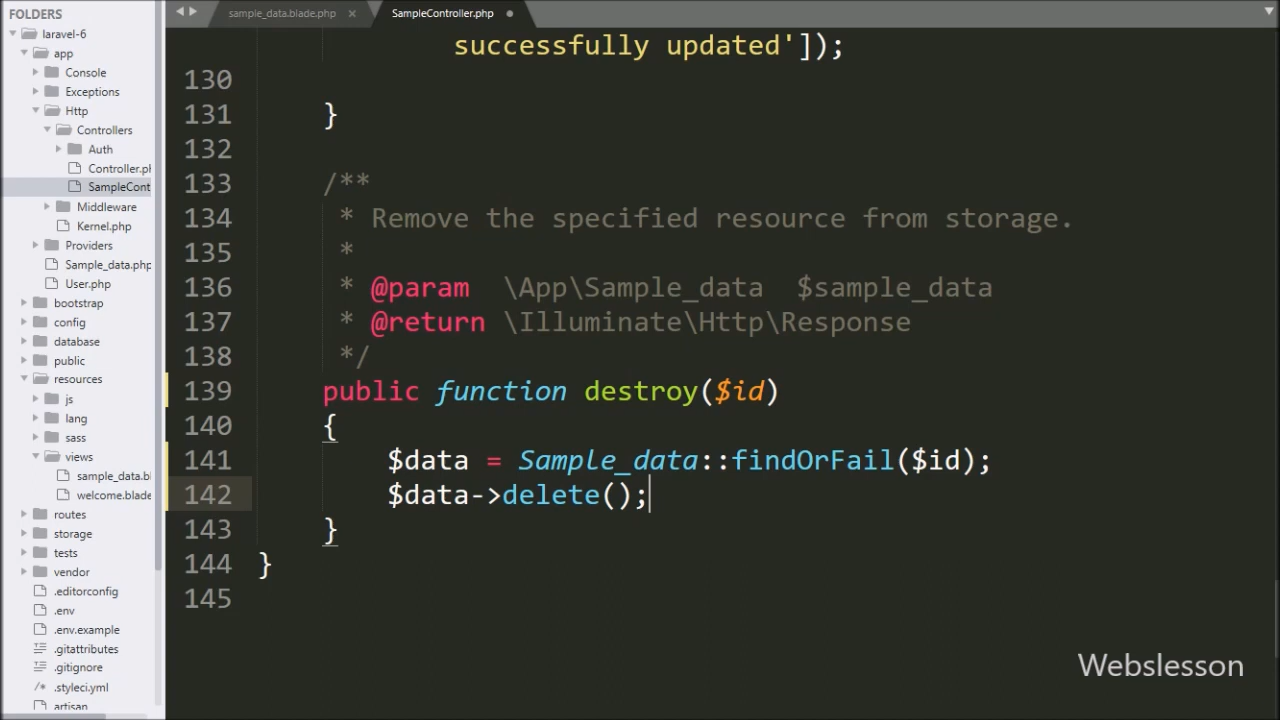 FOLDERS
laravel-6
app
Console
Exceptions
Http
Controllers
Auth
Controller.ph
SampleCont
Middleware
Kernel.php
Providers
Sample_data.php
User.php
bootstrap
config
database
public
resources
js
lang
sass
views
sample_data.bl
welcome.blade
routes
storage
tests
vendor
.editorconfig
.env
.env.example
.gitattributes
.gitignore
.styleci.yml
artisan
sample_data.blade.php
SampleController.php
successfully updated']);
130
131 }
132
133 /**
134 * Remove the specified resource from storage.
135 *
136 * @param \App\Sample_data $sample_data
137 * @return \Illuminate\Http\Response
138 */
139 public function destroy($id)
140 {
141 $data = Sample_data::findOrFail($id);
142 $data->delete();
143 }
144 }
145
Webslesson